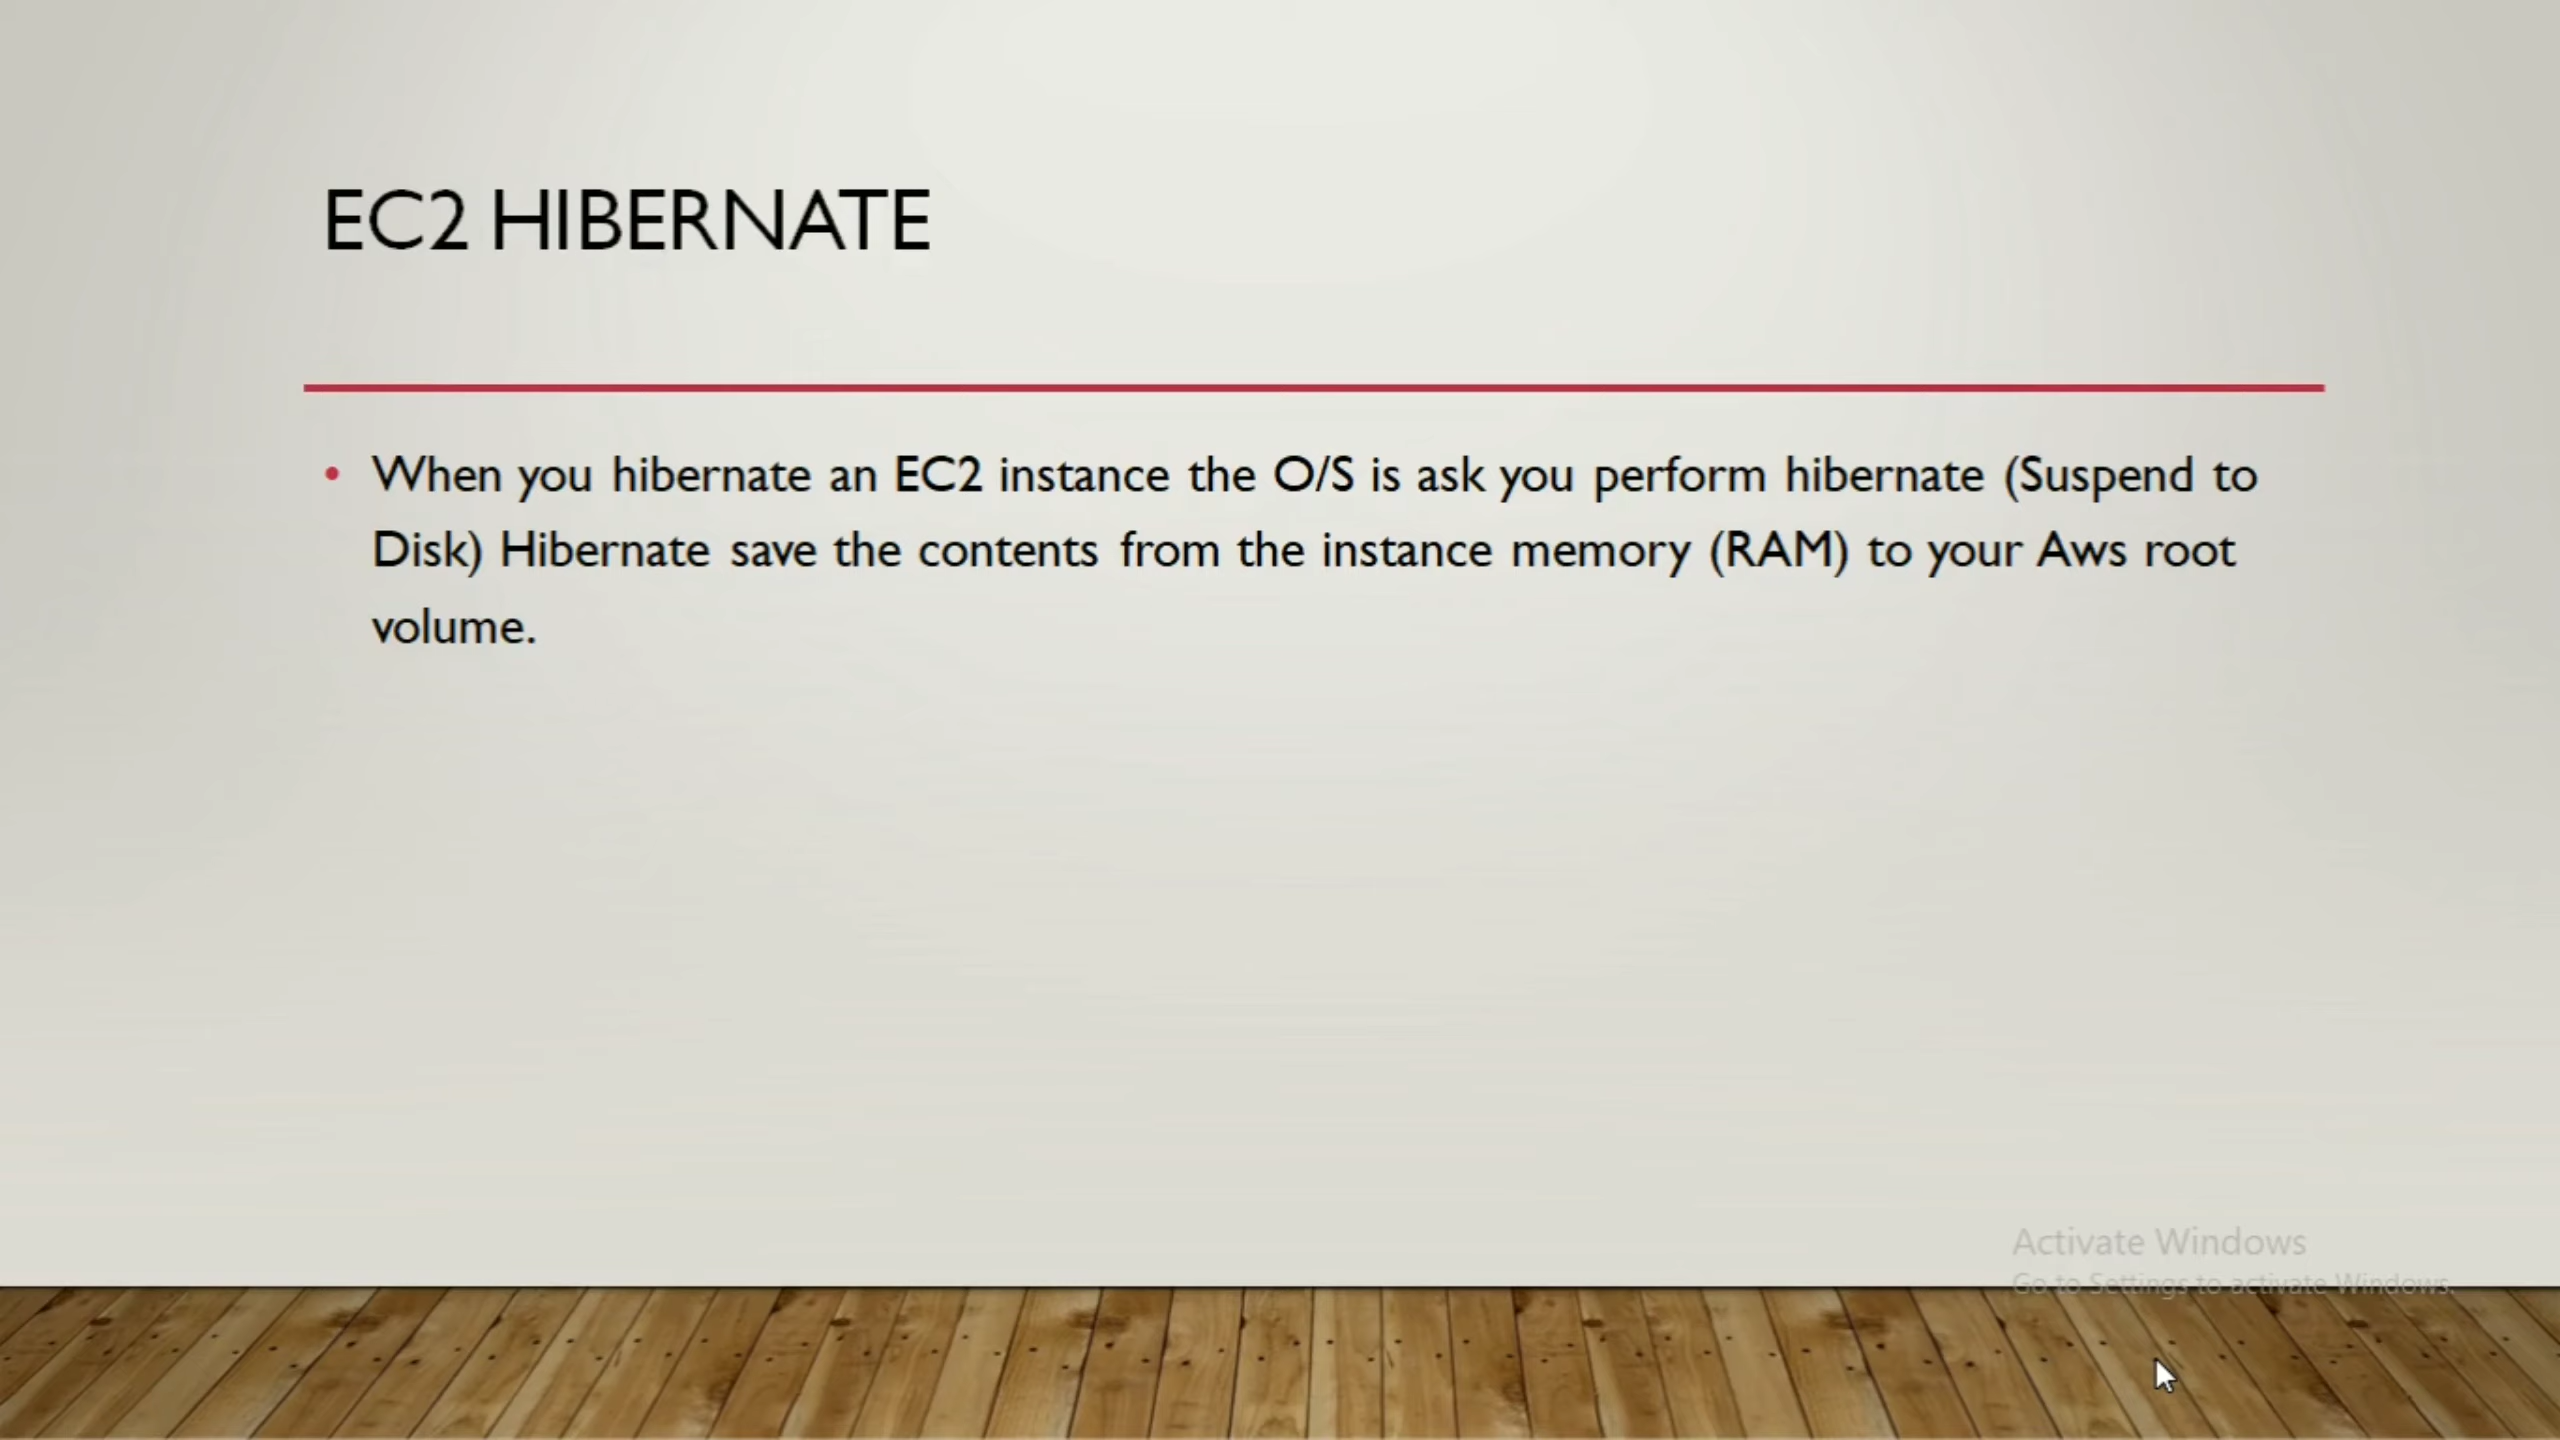 EC2 HIBERNATE
• When you hibernate an EC2 instance the O/S is ask you perform hibernate (Suspend to
Disk) Hibernate save the contents from the instance memory (RAM) to your Aws root
volume.
Activate Windows
Go to Settings to activate Windows.